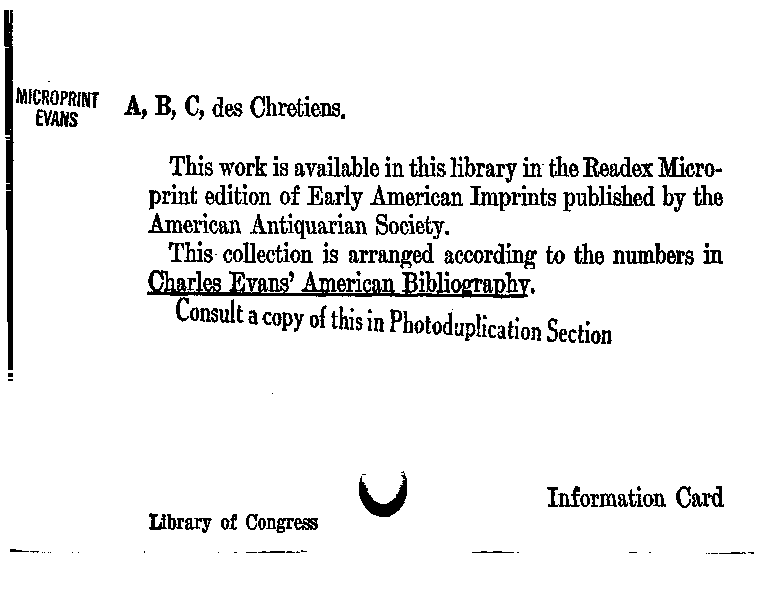 MICROPRINT
EVANS
A, B, C, des Chretiens.
This work is available in this library in the Readex Micro-
print edition of Early American Imprints published by the
American Antiquarian Society.
This collection is arranged according to the numbers in
Charles Evans' American Bibliography.
Consult a copy of this in Photoduplication Section
Information Card
Library of Congress